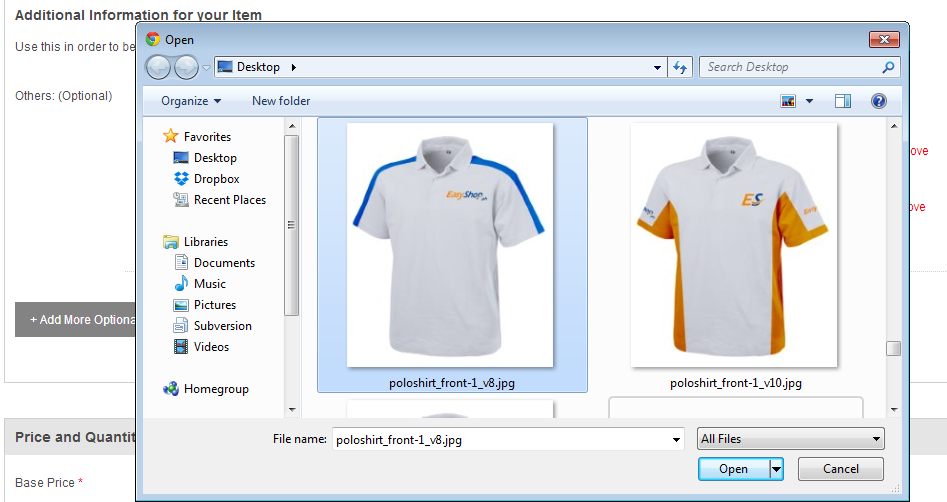 Additional Information for your Item
Use this in order to be
Others: (Optional)
+ Add More Optiona
Price and Quantit
Base Price *
Open
Desktop
Search Desktop
Organize
New folder
Favorites
Desktop
Dropbox
Recent Places
Libraries
Documents
Music
Pictures
Subversion
Videos
Homegroup
EasyShop
ES
Easy
poloshirt_front-1_v8.jpg
poloshirt_front-1_v10.jpg
ove
ove
File name:
poloshirt_front-1_v8.jpg
All Files
Open
Cancel